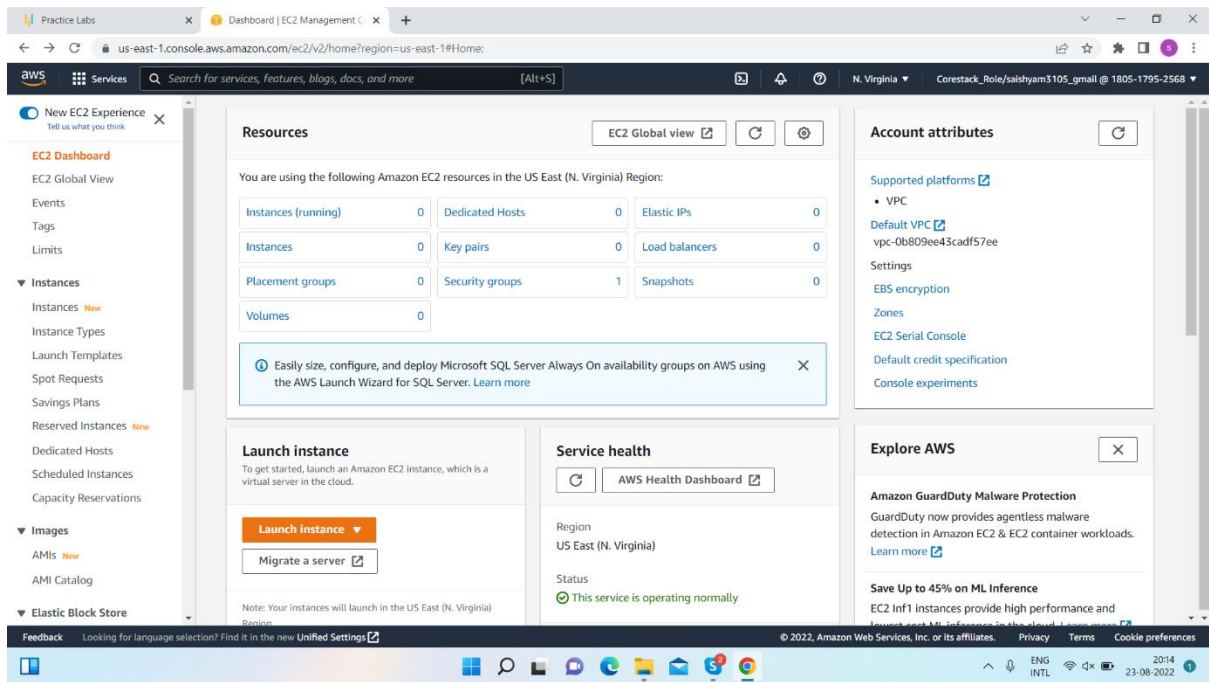 Practice Labs
Dashboard | EC2 Management C
us-east-1.console.aws.amazon.com/ec2/v2/home?region=us-east-1#Home:
S
aws
Services
Search for services, features, blogs, docs, and more
[Alt+S]
N. Virginia
Corestack_Role/saishyam3105_gmail @ 1805-1795-2568
New EC2 Experience
Tell us what you think
EC2 Dashboard
EC2 Global View
Events
Tags
Limits
Instances
Instances New
Instance Types
Launch Templates
Spot Requests
Savings Plans
Reserved Instances New
Dedicated Hosts
Scheduled Instances
Capacity Reservations
Images
AMIs New
AMI Catalog
Elastic Block Store
Resources
EC2 Global view
You are using the following Amazon EC2 resources in the US East (N. Virginia) Region:
Instances (running) 0 Dedicated Hosts 0 Elastic IPs 0
Instances 0 Key pairs 0 Load balancers 0
Placement groups 0 Security groups 1 Snapshots 0
Volumes 0
Easily size, configure, and deploy Microsoft SQL Server Always On availability groups on AWS using
the AWS Launch Wizard for SQL Server. Learn more
Launch instance
To get started, launch an Amazon EC2 instance, which is a
virtual server in the cloud.
Launch instance
Migrate a server
Note: Your instances will launch in the US East (N. Virginia)
Region
Service health
AWS Health Dashboard
Region
US East (N. Virginia)
Status
This service is operating normally
Account attributes
Supported platforms
• VPC
Default VPC
vpc-0b809ee43cadf57ee
Settings
EBS encryption
Zones
EC2 Serial Console
Default credit specification
Console experiments
Explore AWS
Amazon GuardDuty Malware Protection
GuardDuty now provides agentless malware
detection in Amazon EC2 & EC2 container workloads.
Learn more
Save Up to 45% on ML Inference
EC2 Inf1 instances provide high performance and
lowest cost ML inference in the cloud. Learn more
Feedback
Looking for language selection? Find it in the new Unified Settings
© 2022, Amazon Web Services, Inc. or its affiliates.
Privacy
Terms
Cookie preferences
2
ENG
INTL
20:14
23-08-2022
1